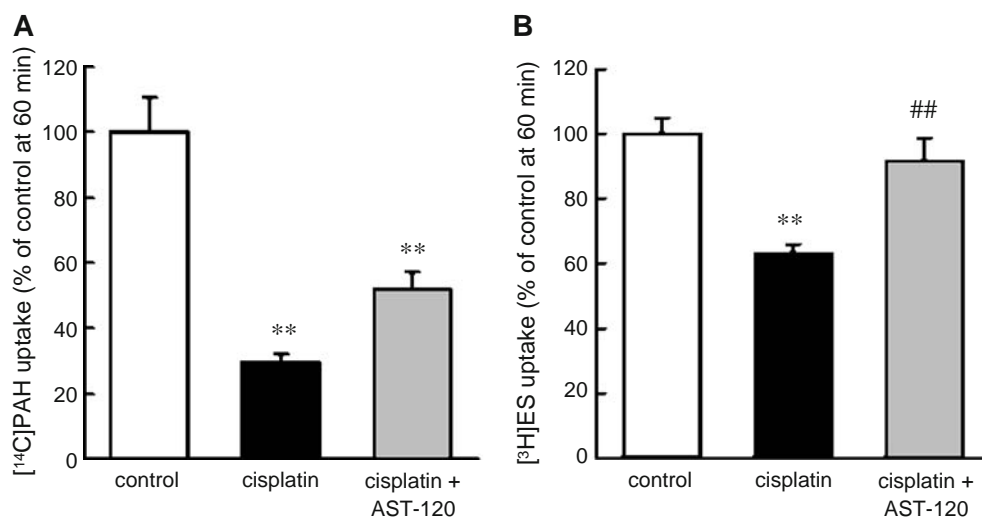 A
[¹⁴C]PAH uptake (% of control at 60 min)
120
100
80
60
40
20
0
**
**
control
cisplatin
cisplatin +
AST-120
B
[³H]ES uptake (% of control at 60 min)
120
100
80
60
40
20
0
**
##
control
cisplatin
cisplatin +
AST-120